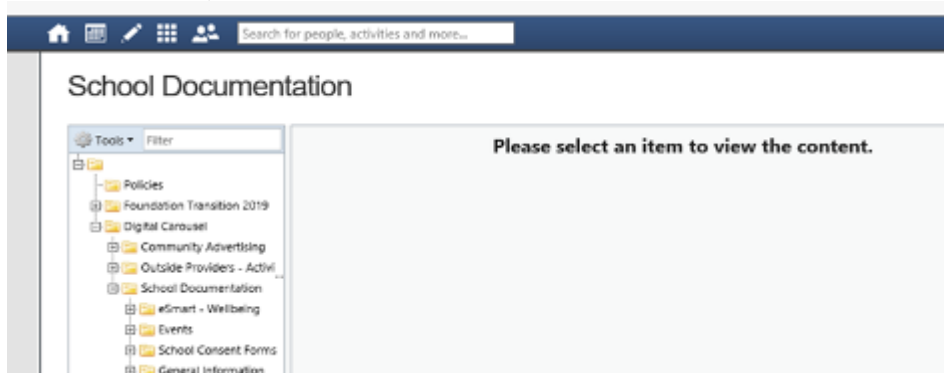 Search for people, activities and more...
School Documentation
Tools Filter
Please select an item to view the content.
Policies
Foundation Transition 2019
Digital Carousel
Community Advertising
Outside Providers - Activi...
School Documentation
eSmart - Wellbeing
Events
School Consent Forms
General Information